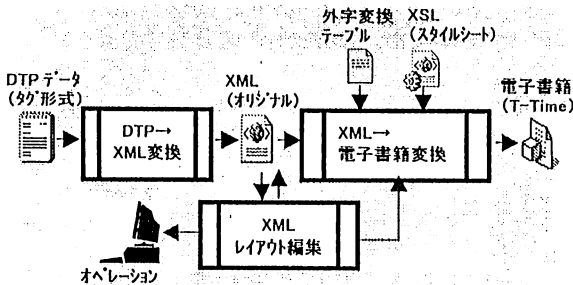 外字変換
テーブル
XSL
(スタイルシート)
DTPデータ
(タグ形式)
XML
(オリジナル)
電子書籍
(T-Time)
DTP→
XML変換
XML→
電子書籍変換
XML
レイアウト編集
オペレーション